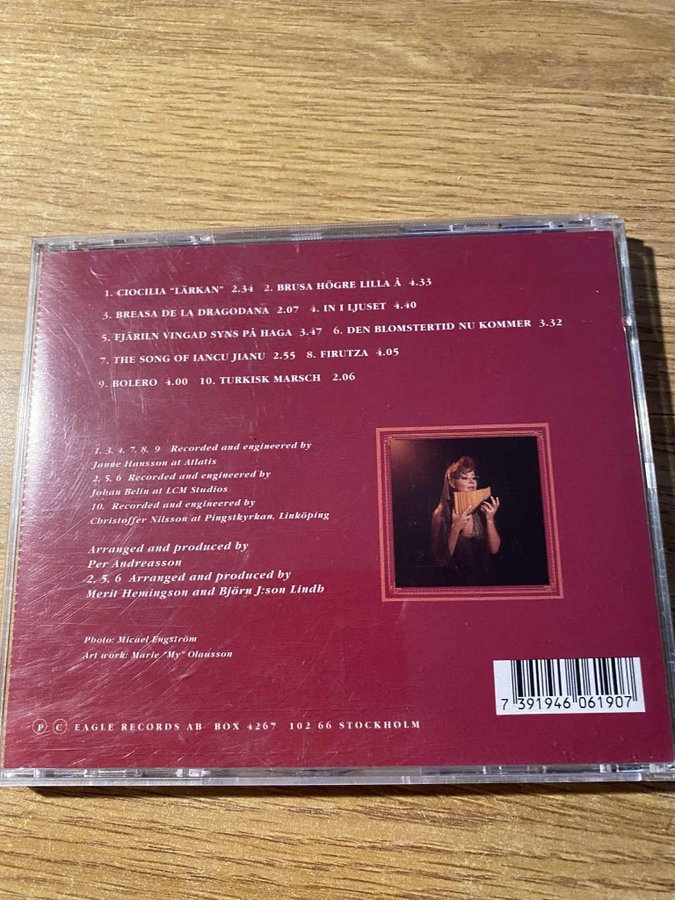 1. CIOCILIA "LÄRKAN" 2.34 2. BRUSA HÖGRE LILLA Å 4.33
3. BREASA DE LA DRAGODANA 2.07 4. IN I LJUSET 4.40
5. FJÄRILN VINGAD SYNS PÅ HAGA 3.47 6. DEN BLOMSTERTID NU KOMMER 3.32
7. THE SONG OF IANCU JIANU 2.55 8. FIRUTZA 4.05
9. BOLERO 4.00 10. TURKISK MARSCH 2.06
1, 3, 4, 7, 8, 9 Recorded and engineered by
Janne Hansson at Atlatis
2, 5, 6 Recorded and engineered by
Johan Belin at LCM Studios
10. Recorded and engineered by
Christoffer Nilsson at Pingstkyrkan, Linköping
Arranged and produced by
Per Andreasson
2, 5, 6 Arranged and produced by
Merit Hemingson and Björn J:son Lindh
Photo: Micael Engström
Art work: Marie "My" Olausson
P C EAGLE RECORDS AB BOX 4267 102 66 STOCKHOLM
7 391946 061907